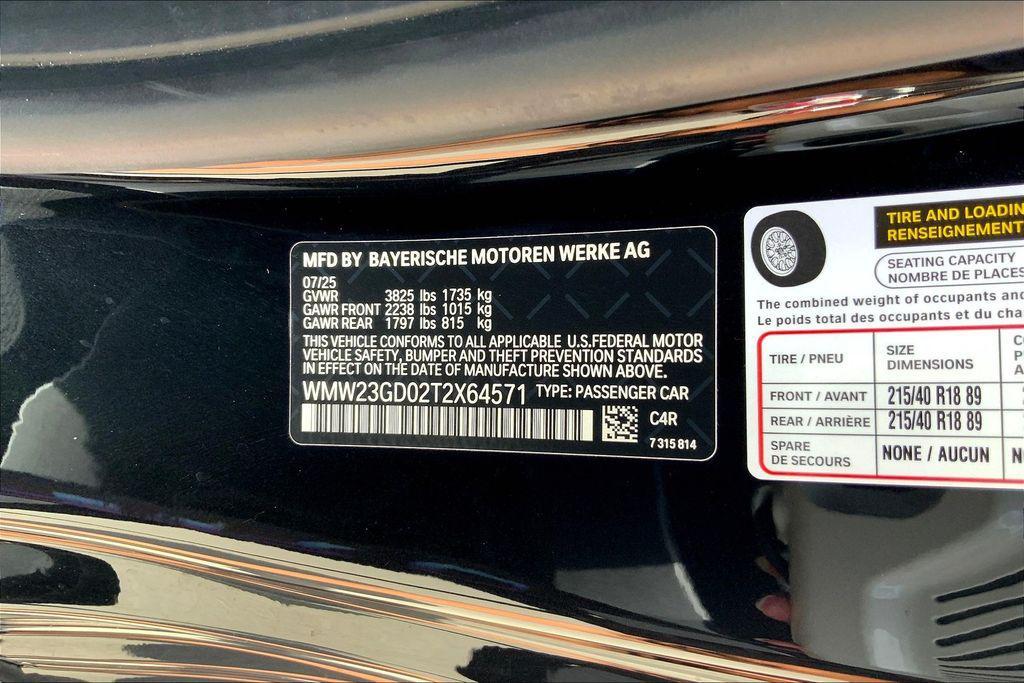 MFD BY BAYERISCHE MOTOREN WERKE AG
07/25
GVWR 3825 lbs 1735 kg
GAWR FRONT 2238 lbs 1015 kg
GAWR REAR 1797 lbs 815 kg
THIS VEHICLE CONFORMS TO ALL APPLICABLE U.S.FEDERAL MOTOR
VEHICLE SAFETY, BUMPER AND THEFT PREVENTION STANDARDS
IN EFFECT ON THE DATE OF MANUFACTURE SHOWN ABOVE.
WMW23GD02T2X64571 TYPE: PASSENGER CAR
C4R
7 315 814
TIRE AND LOADIN
RENSEIGNEMENT
SEATING CAPACITY
NOMBRE DE PLACES
The combined weight of occupants and
Le poids total des occupants et du cha
TIRE / PNEU
SIZE
DIMENSIONS
FRONT / AVANT 215/40 R18 89
REAR / ARRIÈRE 215/40 R18 89
SPARE
DE SECOURS
NONE / AUCUN